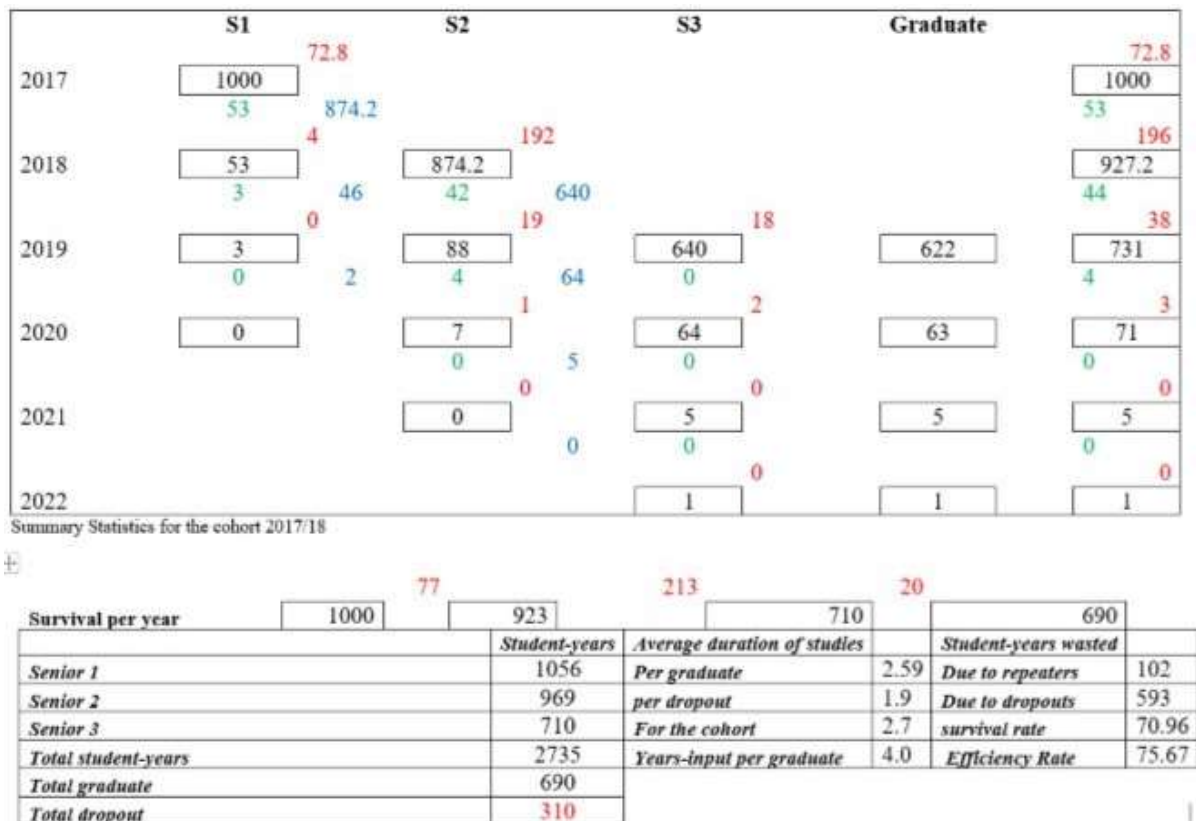 S1 S2 S3 Graduate
72.8 72.8
2017 1000 1000
53 874.2 53
4 192 196
2018 53 874.2 927.2
3 46 42 640 44
0 19 18 38
2019 3 88 640 622 731
0 2 4 64 0 4
1 2 3
2020 0 7 64 63 71
0 5 0 0
0 0 0
2021 0 5 5 5
0 0 0
0 0
2022 1 1 1
Summary Statistics for the cohort 2017/18
77 213 20
Survival per year 1000 923 710 690
Student-years Average duration of studies Student-years wasted
Senior 1 1056 Per graduate 2.59 Due to repeaters 102
Senior 2 969 per dropout 1.9 Due to dropouts 593
Senior 3 710 For the cohort 2.7 survival rate 70.96
Total student-years 2735 Years-input per graduate 4.0 Efficiency Rate 75.67
Total graduate 690
Total dropout 310